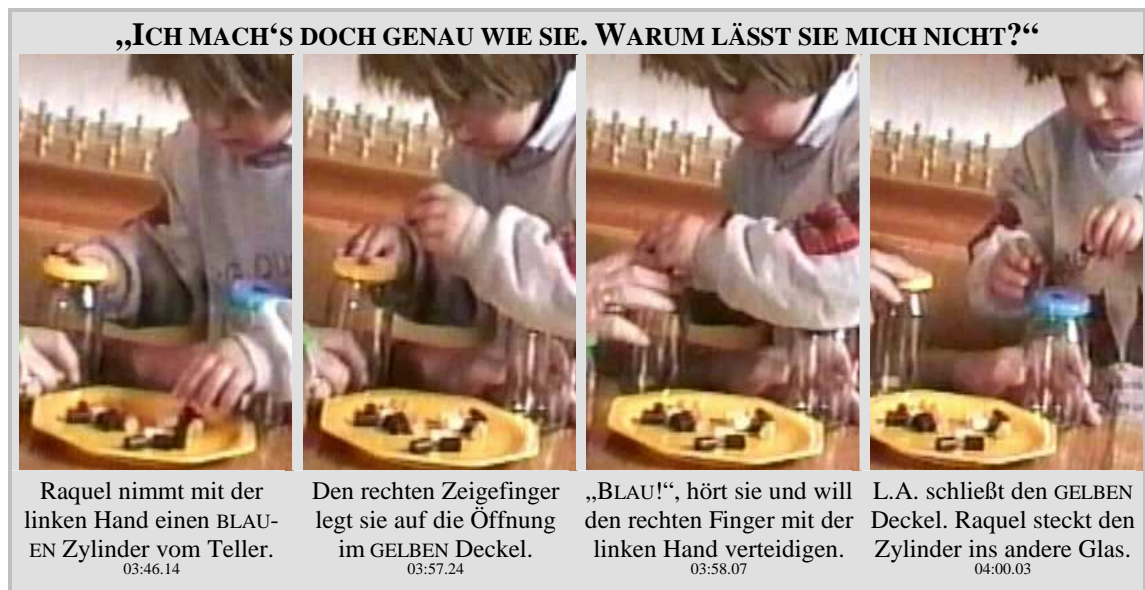 „ICH MACH‘S DOCH GENAU WIE SIE. WARUM LÄSST SIE MICH NICHT?“
Raquel nimmt mit der
linken Hand einen BLAU-
EN Zylinder vom Teller.
03:46.14
Den rechten Zeigefinger
legt sie auf die Öffnung
im GELBEN Deckel.
03:57.24
„BLAU!“, hört sie und will
den rechten Finger mit der
linken Hand verteidigen.
03:58.07
L.A. schließt den GELBEN
Deckel. Raquel steckt den
Zylinder ins andere Glas.
04:00.03